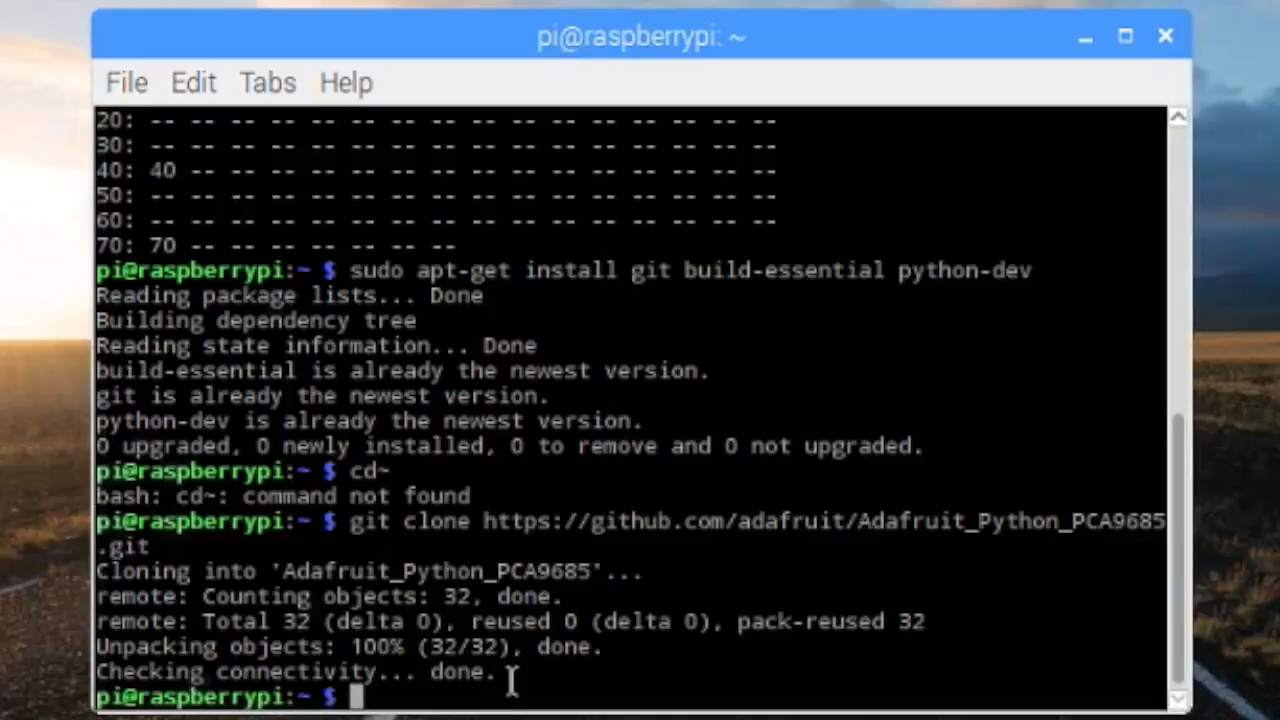 pi@raspberrypi: ~
File Edit Tabs Help
20: -- -- -- -- -- -- -- -- -- -- -- -- -- -- -- --
30: -- -- -- -- -- -- -- -- -- -- -- -- -- -- -- --
40: 40 -- -- -- -- -- -- -- -- -- -- -- -- -- -- --
50: -- -- -- -- -- -- -- -- -- -- -- -- -- -- -- --
60: -- -- -- -- -- -- -- -- -- -- -- -- -- -- -- --
70: 70 -- -- -- -- -- -- --
pi@raspberrypi:~ $ sudo apt-get install git build-essential python-dev
Reading package lists... Done
Building dependency tree
Reading state information... Done
build-essential is already the newest version.
git is already the newest version.
python-dev is already the newest version.
0 upgraded, 0 newly installed, 0 to remove and 0 not upgraded.
pi@raspberrypi:~ $ cd~
bash: cd~: command not found
pi@raspberrypi:~ $ git clone https://github.com/adafruit/Adafruit_Python_PCA9685
.git
Cloning into 'Adafruit_Python_PCA9685'...
remote: Counting objects: 32, done.
remote: Total 32 (delta 0), reused 0 (delta 0), pack-reused 32
Unpacking objects: 100% (32/32), done.
Checking connectivity... done.
pi@raspberrypi:~ $